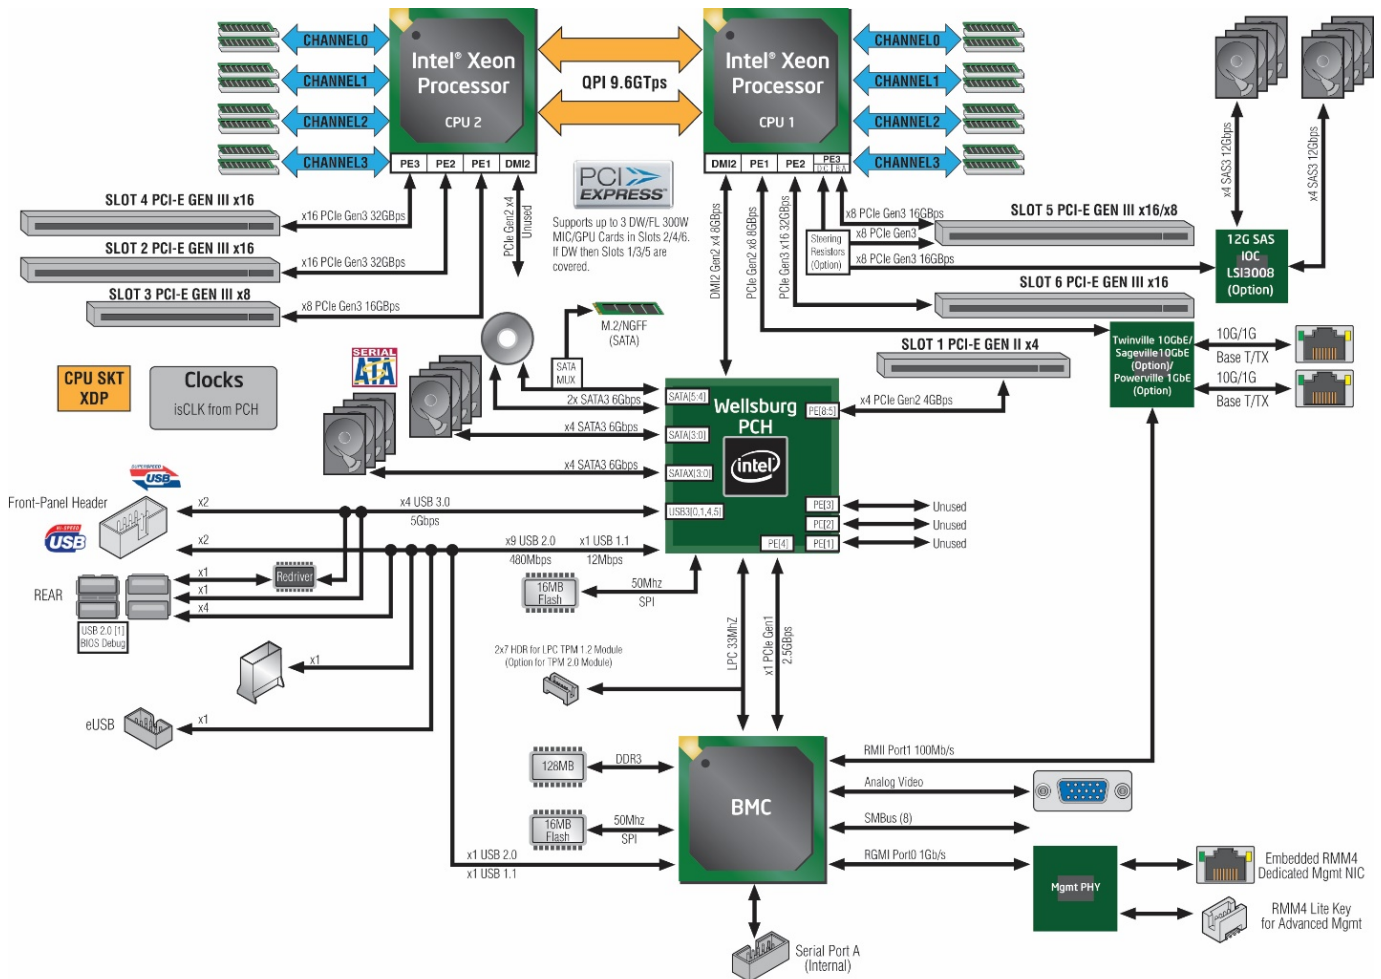 CHANNEL0
CHANNEL1
CHANNEL2
CHANNEL3
Intel® Xeon
Processor
CPU 2
PE3 PE2 PE1 DMI2
QPI 9.6GTps
Intel® Xeon
Processor
CPU 1
DMI2 PE1 PE2 PE3
D,C B,A
CHANNEL0
CHANNEL1
CHANNEL2
CHANNEL3
x4 SAS3 12Gbps
x4 SAS3 12Gbps
SLOT 4 PCI-E GEN III x16
x16 PCIe Gen3 32GBps
SLOT 2 PCI-E GEN III x16
x16 PCIe Gen3 32GBps
SLOT 3 PCI-E GEN III x8
x8 PCIe Gen3 16GBps
PCIe Gen2 x4
Unused
PCI
EXPRESS™
Supports up to 3 DW/FL 300W
MIC/GPU Cards in Slots 2/4/6.
If DW then Slots 1/3/5 are
covered.
DMI2 Gen2 x4 8GBps
PCIe Gen2 x8 8GBps
PCIe Gen3 x16 32GBps
Steering
Resistors
(Option)
x8 PCIe Gen3 16GBps
x8 PCIe Gen3
x8 PCIe Gen3 16GBps
SLOT 5 PCI-E GEN III x16/x8
12G SAS
IOC
LSI3008
(Option)
SLOT 6 PCI-E GEN III x16
SLOT 1 PCI-E GEN II x4
Twinville 10GbE/
Sageville10GbE
(Option)/
Powerville 1GbE
(Option)
10G/1G
Base T/TX
10G/1G
Base T/TX
M.2/NGFF
(SATA)
SATA
MUX
CPU SKT
XDP
Clocks
isCLK from PCH
SERIAL
ATA
2x SATA3 6Gbps
x4 SATA3 6Gbps
x4 SATA3 6Gbps
SATA[5:4]
SATA[3:0]
SATAX[3:0]
USB3[0,1,4,5]
Wellsburg
PCH
intel
PE[8:5]
PE[3]
PE[2]
PE[1]
PE[4]
x4 PCIe Gen2 4GBps
Unused
Unused
Unused
SUPERSPEED
USB
Front-Panel Header
HI-SPEED
USB
x2
x4 USB 3.0
5Gbps
x2
x9 USB 2.0
480Mbps
x1 USB 1.1
12Mbps
REAR
x1
Redriver
x1
x4
USB 2.0 [1]
BIOS Debug
x1
eUSB
x1
16MB
Flash
50Mhz
SPI
2x7 HDR for LPC TPM 1.2 Module
(Option for TPM 2.0 Module)
LPC 33MhZ
x1 PCIe Gen1
2.5GBps
128MB
DDR3
16MB
Flash
50Mhz
SPI
x1 USB 2.0
x1 USB 1.1
BMC
RMII Port1 100Mb/s
Analog Video
SMBus (8)
RGMI Port0 1Gb/s
Mgmt PHY
Embedded RMM4
Dedicated Mgmt NIC
RMM4 Lite Key
for Advanced Mgmt
Serial Port A
(Internal)